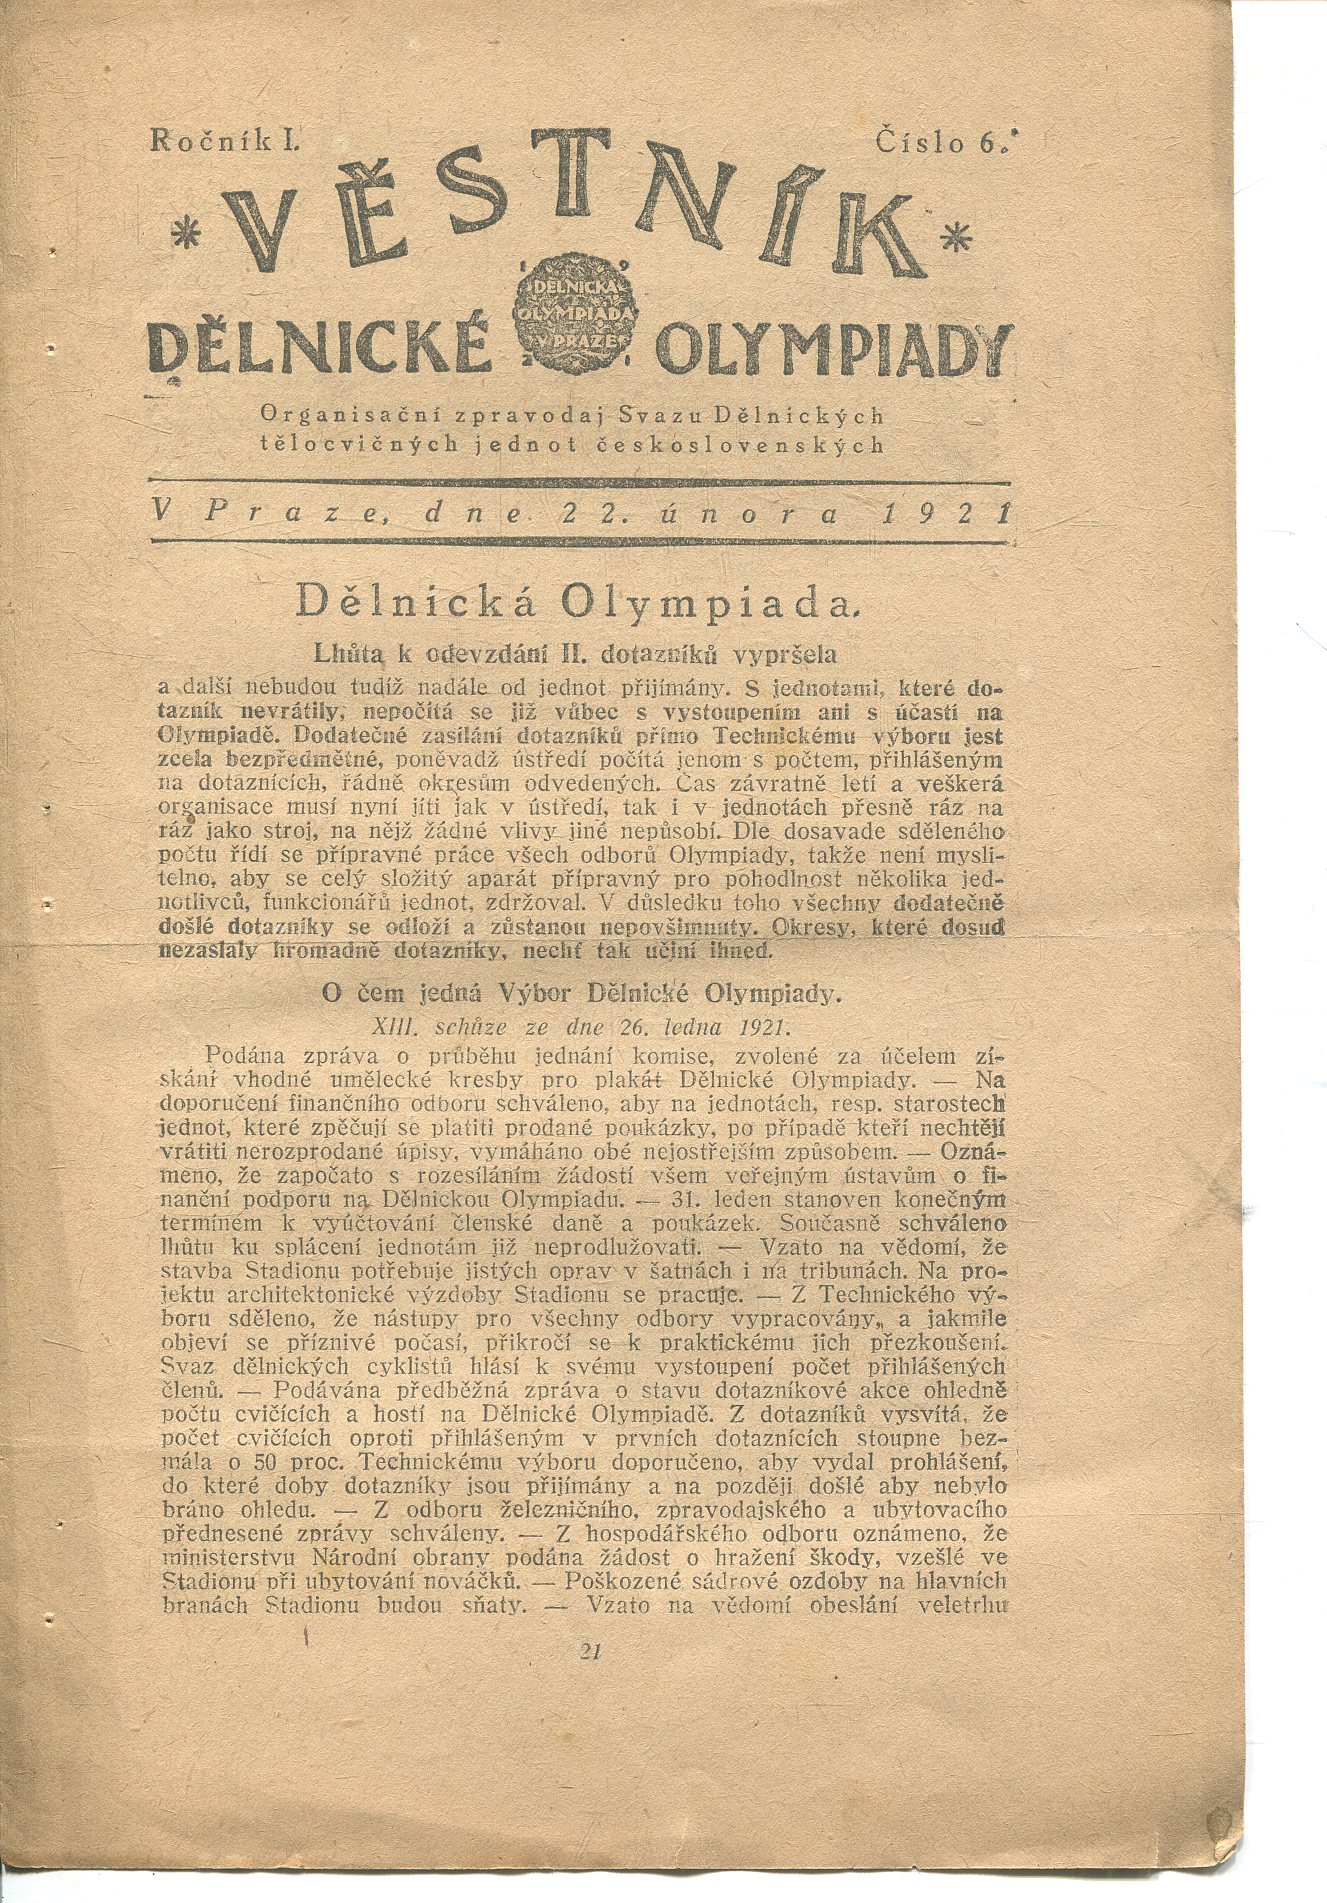 Ročník I.
Číslo 6.
* VĚSTNÍK *
19
DĚLNICKÁ
OLYMPIADA
V PRAZE
21
DĚLNICKÉ OLYMPIADY
Organisační zpravodaj Svazu Dělnických
tělocvičných jednot československých
V Praze, dne 22. února 1921
Dělnická Olympiada.
Lhůta k odevzdání II. dotazníků vypršela
a další nebudou tudíž nadále od jednot přijímány. S jednotami, které do-
tazník nevrátily, nepočítá se již vůbec s vystoupením ani s účastí na
Olympiadě. Dodatečné zasílání dotazníků přímo Technickému výboru jest
zcela bezpředmětné, poněvadž ústředí počítá jenom s počtem, přihlášeným
na dotaznících, řádně okresům odvedených. Čas závratně letí a veškerá
organisace musí nyní jíti jak v ústředí, tak i v jednotách přesně ráz na
ráz jako stroj, na nějž žádné vlivy jiné nepůsobí. Dle dosavade sděleného
počtu řídí se přípravné práce všech odborů Olympiady, takže není mysli-
telno, aby se celý složitý aparát přípravný pro pohodlnost několika jed-
notlivců, funkcionářů jednot, zdržoval. V důsledku toho všechny dodatečně
došlé dotazníky se odloží a zůstanou nepovšimnuty. Okresy, které dosud
nezaslaly hromadně dotazníky, nechť tak učiní ihned.
O čem jedná Výbor Dělnické Olympiady.
XIII. schůze ze dne 26. ledna 1921.
Podána zpráva o průběhu jednání komise, zvolené za účelem zí-
skání vhodné umělecké kresby pro plakát Dělnické Olympiady. — Na
doporučení finančního odboru schváleno, aby na jednotách, resp. starostech
jednot, které zpěčují se platiti prodané poukázky, po případě kteří nechtějí
vrátiti nerozprodané úpisy, vymáháno obé nejostřejším způsobem. — Ozná-
meno, že započato s rozesíláním žádostí všem veřejným ústavům o fi-
nanční podporu na Dělnickou Olympiadu. — 31. leden stanoven konečným
termínem k vyúčtování členské daně a poukázek. Současně schváleno
lhůtu ku splácení jednotám již neprodlužovati. — Vzato na vědomí, že
stavba Stadionu potřebuje jistých oprav v šatnách i na tribunách. Na pro-
jektu architektonické výzdoby Stadionu se pracuje. — Z Technického vý-
boru sděleno, že nástupy pro všechny odbory vypracovány, a jakmile
objeví se příznivé počasí, přikročí se k praktickému jich přezkoušení.
Svaz dělnických cyklistů hlásí k svému vystoupení počet přihlášených
členů. — Podávána předběžná zpráva o stavu dotazníkové akce ohledně
počtu cvičících a hostí na Dělnické Olympiadě. Z dotazníků vysvítá, že
počet cvičících oproti přihlášeným v prvních dotaznících stoupne bez-
mála o 50 proc. Technickému výboru doporučeno, aby vydal prohlášení,
do které doby dotazníky jsou přijímány a na později došlé aby nebylo
bráno ohledu. — Z odboru železničního, zpravodajského a ubytovacího
přednesené zprávy schváleny. — Z hospodářského odboru oznámeno, že
ministerstvu Národní obrany podána žádost o hražení škody, vzešlé ve
Stadionu při ubytování nováčků. — Poškozené sádrové ozdoby na hlavních
branách Stadionu budou sňaty. — Vzato na vědomí obeslání veletrhu
21